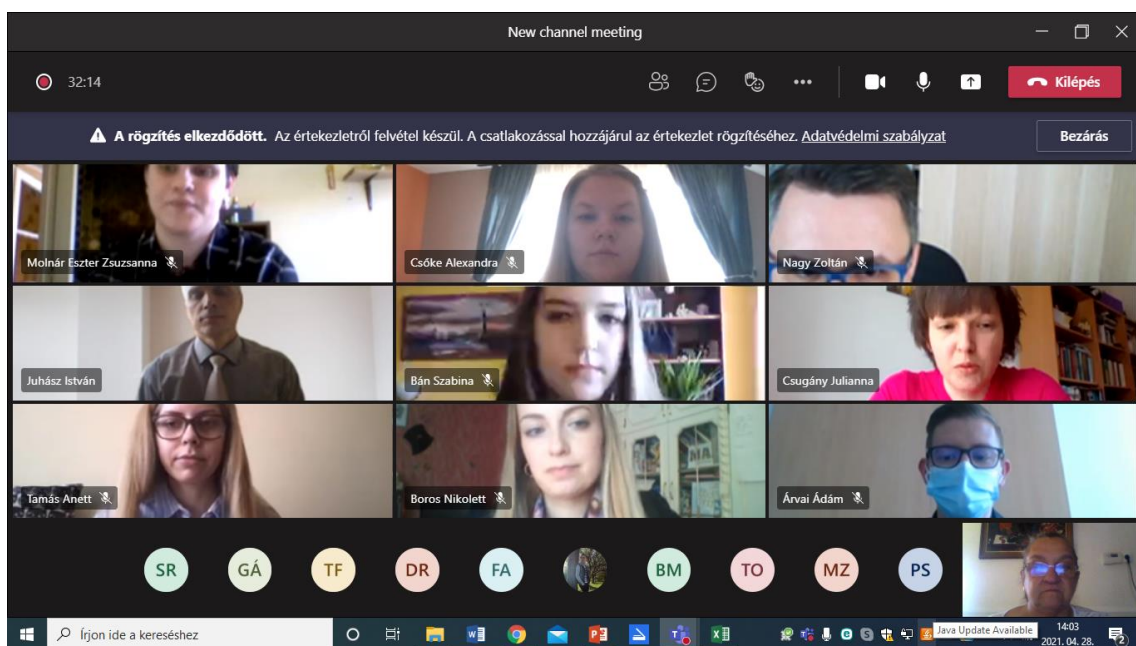 New channel meeting
32:14
Kilépés
A rögzítés elkezdődött. Az értekezletről felvétel készül. A csatlakozással hozzájárul az értekezlet rögzítéséhez. Adatvédelmi szabályzat
Bezárás
Molnár Eszter Zsuzsanna
Csőke Alexandra
Nagy Zoltán
Juhász István
Bán Szabina
Csugány Julianna
Tamás Anett
Boros Nikolett
Árvai Ádám
SR GÁ TF DR FA BM TO MZ PS
Írjon ide a kereséshez
Java Update Available
14:03
2021. 04. 28.
2